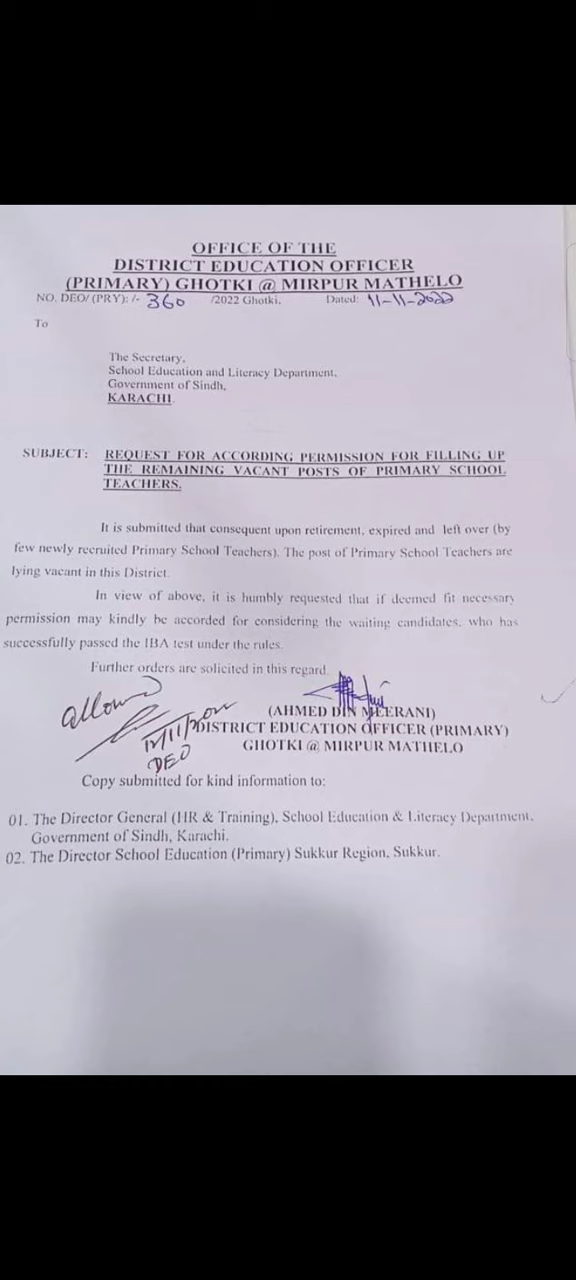 OFFICE OF THE
DISTRICT EDUCATION OFFICER
(PRIMARY) GHOTKI @ MIRPUR MATHELO
NO. DEO/ (PRY): /- 360 /2022 Ghotki. Dated: 11-11-2022
To
The Secretary,
School Education and Literacy Department,
Government of Sindh,
KARACHI
SUBJECT: REQUEST FOR ACCORDING PERMISSION FOR FILLING UP
THE REMAINING VACANT POSTS OF PRIMARY SCHOOL
TEACHERS.
It is submitted that consequent upon retirement, expired and left over (by
few newly recruited Primary School Teachers). The post of Primary School Teachers are
lying vacant in this District.
In view of above, it is humbly requested that if deemed fit necessary
permission may kindly be accorded for considering the waiting candidates, who has
successfully passed the IBA test under the rules.
Further orders are solicited in this regard.
allowed
DEO
(AHMED DIN MEERANI)
DISTRICT EDUCATION OFFICER (PRIMARY)
GHOTKI @ MIRPUR MATHELO
Copy submitted for kind information to:
01. The Director General (HR & Training), School Education & Literacy Department,
Government of Sindh, Karachi.
02. The Director School Education (Primary) Sukkur Region, Sukkur.